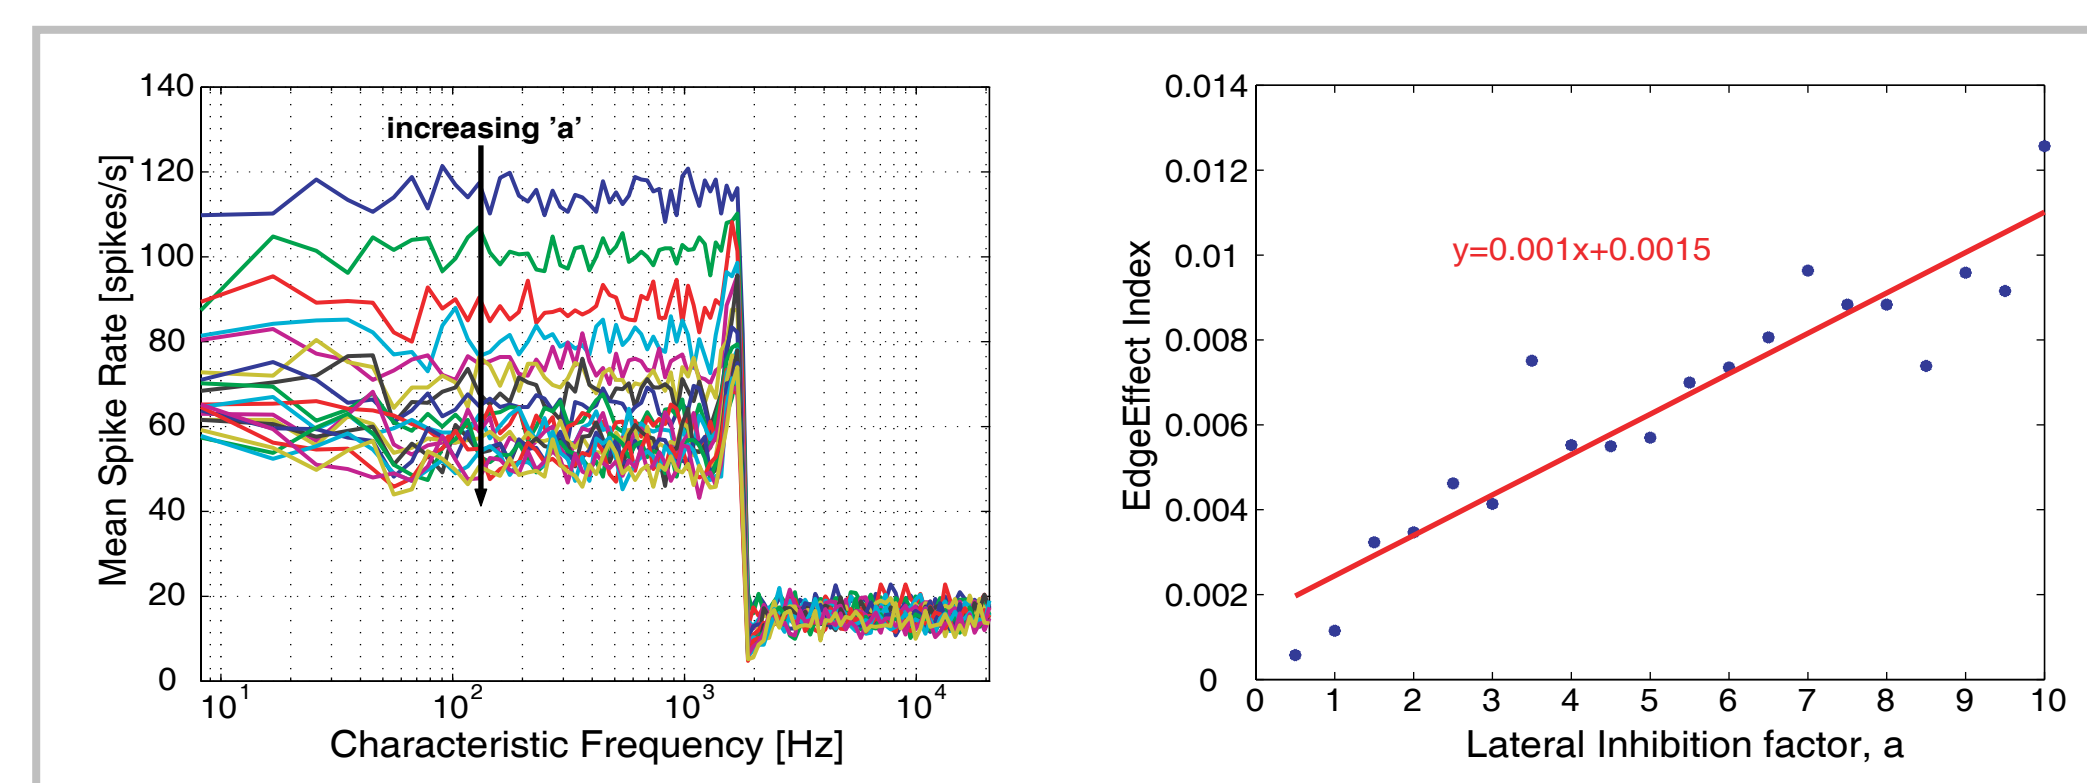 140
120
100
80
60
40
20
0
Mean Spike Rate [spikes/s]
increasing 'a'
10^1
10^2
10^3
10^4
Characteristic Frequency [Hz]
0.014
0.012
0.01
0.008
0.006
0.004
0.002
0
EdgeEffect Index
y=0.001x+0.0015
0 1 2 3 4 5 6 7 8 9 10
Lateral Inhibition factor, a